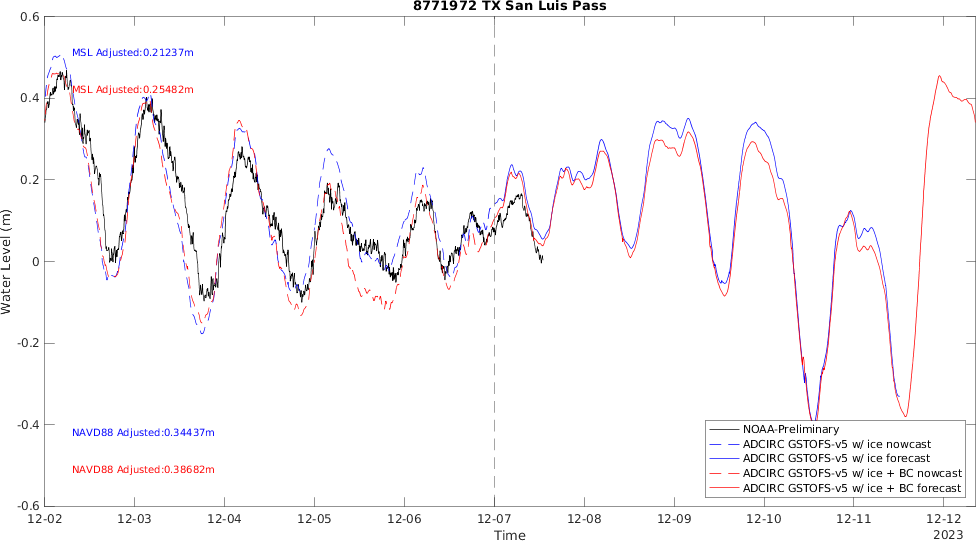 8771972 TX San Luis Pass
0.6
0.4
0.2
0
-0.2
-0.4
-0.6
Water Level (m)
MSL Adjusted:0.21237m
MSL Adjusted:0.25482m
NAVD88 Adjusted:0.34437m
NAVD88 Adjusted:0.38682m
NOAA-Preliminary
ADCIRC GSTOFS-v5 w/ ice nowcast
ADCIRC GSTOFS-v5 w/ ice forecast
ADCIRC GSTOFS-v5 w/ ice + BC nowcast
ADCIRC GSTOFS-v5 w/ ice + BC forecast
12-02 12-03 12-04 12-05 12-06 12-07 12-08 12-09 12-10 12-11 12-12
2023
Time